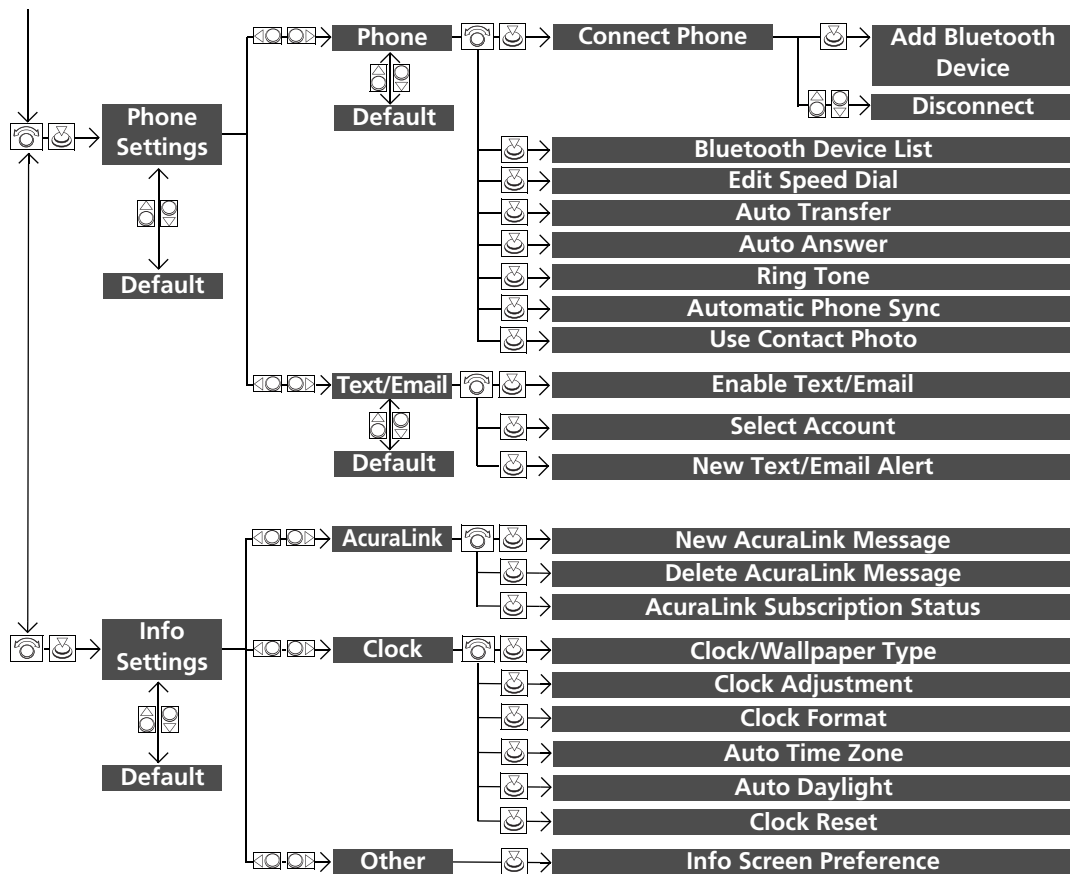 Phone
Connect Phone
Add Bluetooth
Device
Disconnect
Default
Phone
Settings
Default
Bluetooth Device List
Edit Speed Dial
Auto Transfer
Auto Answer
Ring Tone
Automatic Phone Sync
Use Contact Photo
Text/Email
Enable Text/Email
Select Account
Default
New Text/Email Alert
AcuraLink
New AcuraLink Message
Delete AcuraLink Message
AcuraLink Subscription Status
Info
Settings
Default
Clock
Clock/Wallpaper Type
Clock Adjustment
Clock Format
Auto Time Zone
Auto Daylight
Clock Reset
Other
Info Screen Preference